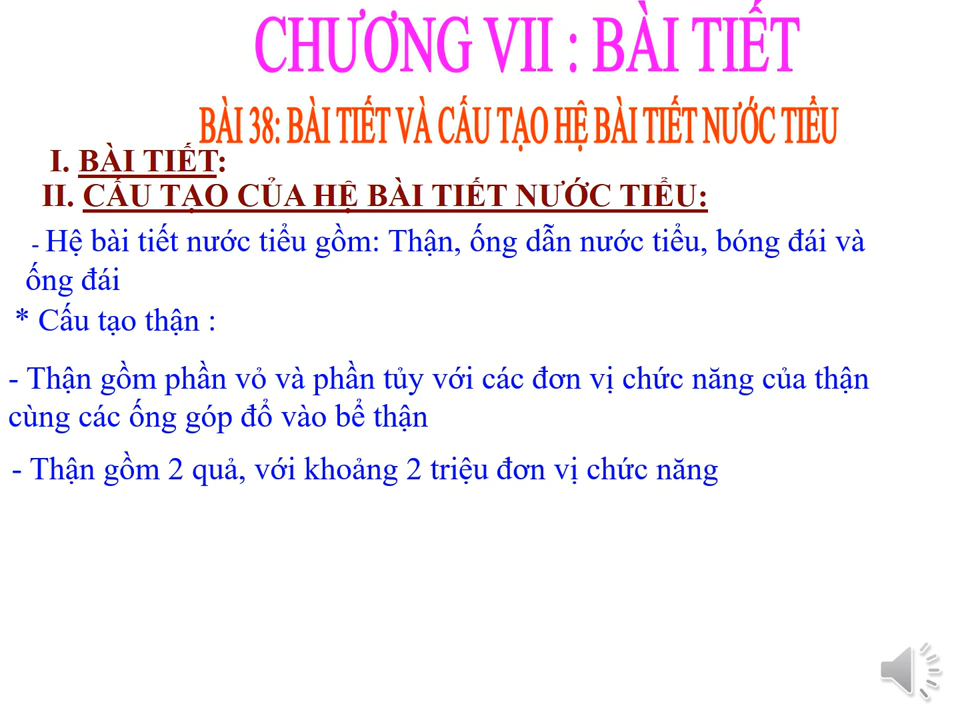 CHƯƠNG VII : BÀI TIẾT
BÀI 38: BÀI TIẾT VÀ CẤU TẠO HỆ BÀI TIẾT NƯỚC TIỂU
I. BÀI TIẾT:
II. CẤU TẠO CỦA HỆ BÀI TIẾT NƯỚC TIỂU:
- Hệ bài tiết nước tiểu gồm: Thận, ống dẫn nước tiểu, bóng đái và
ống đái
* Cấu tạo thận :
- Thận gồm phần vỏ và phần tủy với các đơn vị chức năng của thận
cùng các ống góp đổ vào bể thận
- Thận gồm 2 quả, với khoảng 2 triệu đơn vị chức năng